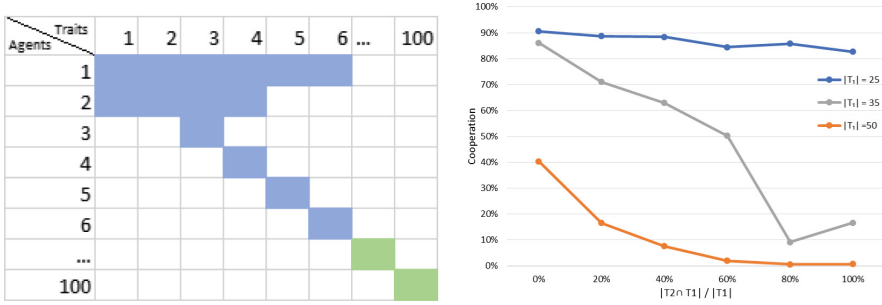 Traits
Agents
1 2 3 4 5 6 ... 100
1
2
3
4
5
6
...
100
100%
90%
80%
70%
60%
50%
40%
30%
20%
10%
0%
Cooperation
0% 20% 40% 60% 80% 100%
|T2∩ T1| / |T1|
|T₁| = 25
|T₁| = 35
|T₁| =50